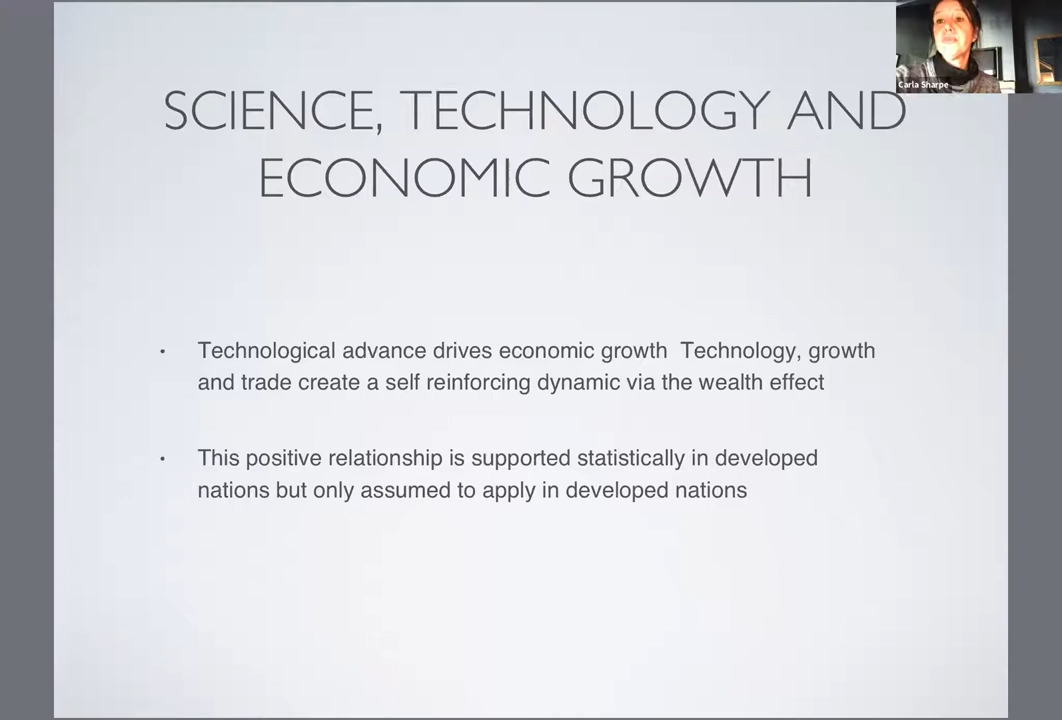 Carla Sharpe
SCIENCE, TECHNOLOGY AND
ECONOMIC GROWTH
• Technological advance drives economic growth  Technology, growth
and trade create a self reinforcing dynamic via the wealth effect
• This positive relationship is supported statistically in developed
nations but only assumed to apply in developed nations